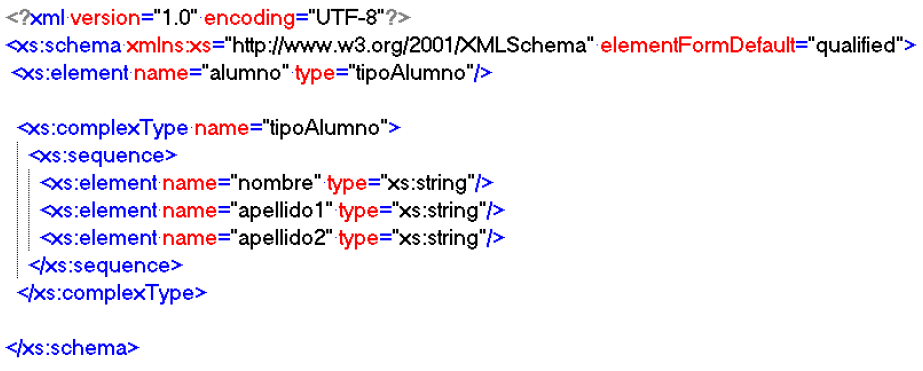 <?xml version="1.0" encoding="UTF-8"?>
<xs:schema xmlns:xs="http://www.w3.org/2001/XMLSchema" elementFormDefault="qualified">
<xs:element name="alumno" type="tipoAlumno"/>
<xs:complexType name="tipoAlumno">
<xs:sequence>
<xs:element name="nombre" type="xs:string"/>
<xs:element name="apellido1" type="xs:string"/>
<xs:element name="apellido2" type="xs:string"/>
</xs:sequence>
</xs:complexType>
</xs:schema>